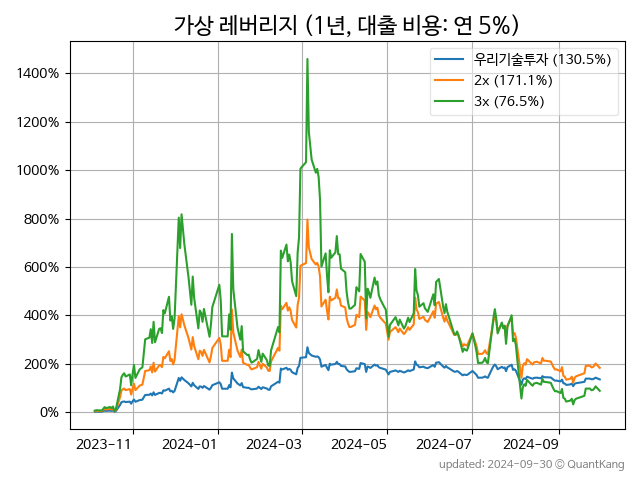 가상 레버리지 (1년, 대출 비용: 연 5%)
우리기술투자 (130.5%)
2x (171.1%)
3x (76.5%)
1400%
1200%
1000%
800%
600%
400%
200%
0%
2023-11
2024-01
2024-03
2024-05
2024-07
2024-09
updated: 2024-09-30 © QuantKang